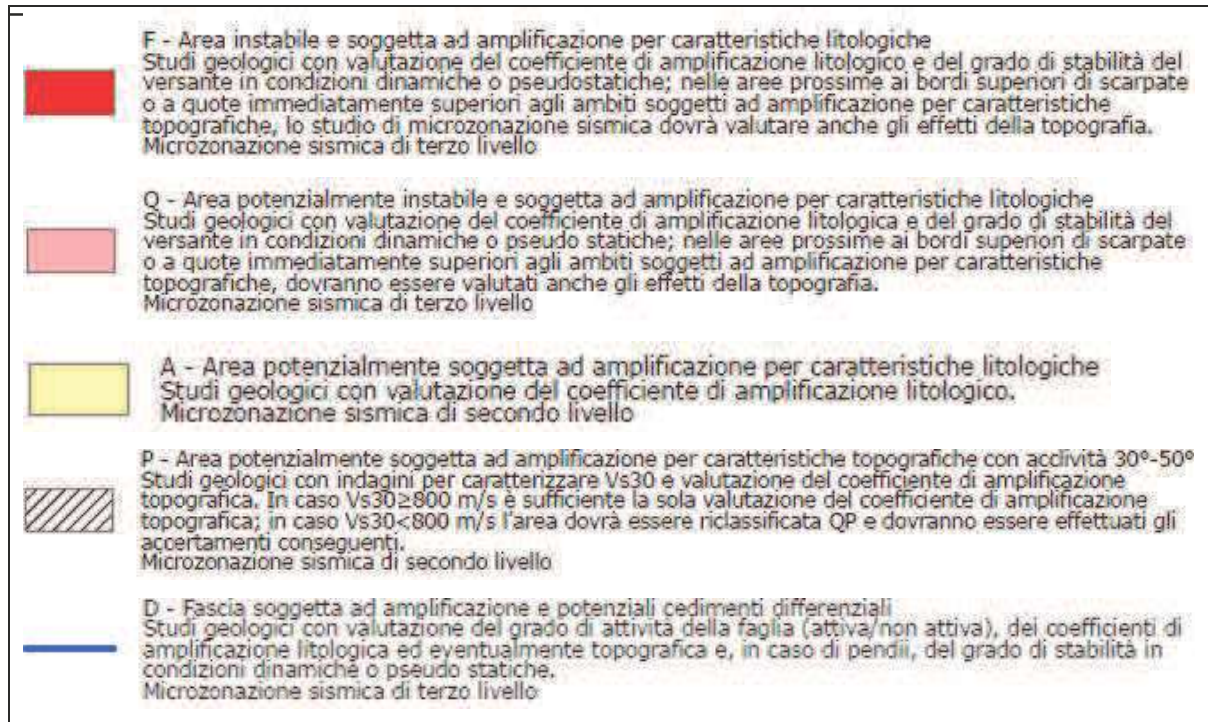 F - Area instabile e soggetta ad amplificazione per caratteristiche litologiche
Studi geologici con valutazione del coefficiente di amplificazione litologico e del grado di stabilità del
versante in condizioni dinamiche o pseudostatiche; nelle aree prossime ai bordi superiori di scarpate
o a quote immediatamente superiori agli ambiti soggetti ad amplificazione per caratteristiche
topografiche, lo studio di microzonazione sismica dovrà valutare anche gli effetti della topografia.
Microzonazione sismica di terzo livello
Q - Area potenzialmente instabile e soggetta ad amplificazione per caratteristiche litologiche
Studi geologici con valutazione del coefficiente di amplificazione litologica e del grado di stabilità del
versante in condizioni dinamiche o pseudo statiche; nelle aree prossime ai bordi superiori di scarpate
o a quote immediatamente superiori agli ambiti soggetti ad amplificazione per caratteristiche
topografiche, dovranno essere valutati anche gli effetti della topografia.
Microzonazione sismica di terzo livello
A - Area potenzialmente soggetta ad amplificazione per caratteristiche litologiche
Studi geologici con valutazione del coefficiente di amplificazione litologico.
Microzonazione sismica di secondo livello
P - Area potenzialmente soggetta ad amplificazione per caratteristiche topografiche con acclività 30°-50°
Studi geologici con indagini per caratterizzare Vs30 e valutazione del coefficiente di amplificazione
topografica. In caso Vs30≥800 m/s è sufficiente la sola valutazione del coefficiente di amplificazione
topografica; in caso Vs30<800 m/s l'area dovrà essere riclassificata QP e dovranno essere effettuati gli
accertamenti conseguenti.
Microzonazione sismica di secondo livello
D - Fascia soggetta ad amplificazione e potenziali cedimenti differenziali
Studi geologici con valutazione del grado di attività della faglia (attiva/non attiva), dei coefficienti di
amplificazione litologica ed eventualmente topografica e, in caso di pendii, del grado di stabilità in
condizioni dinamiche o pseudo statiche.
Microzonazione sismica di terzo livello